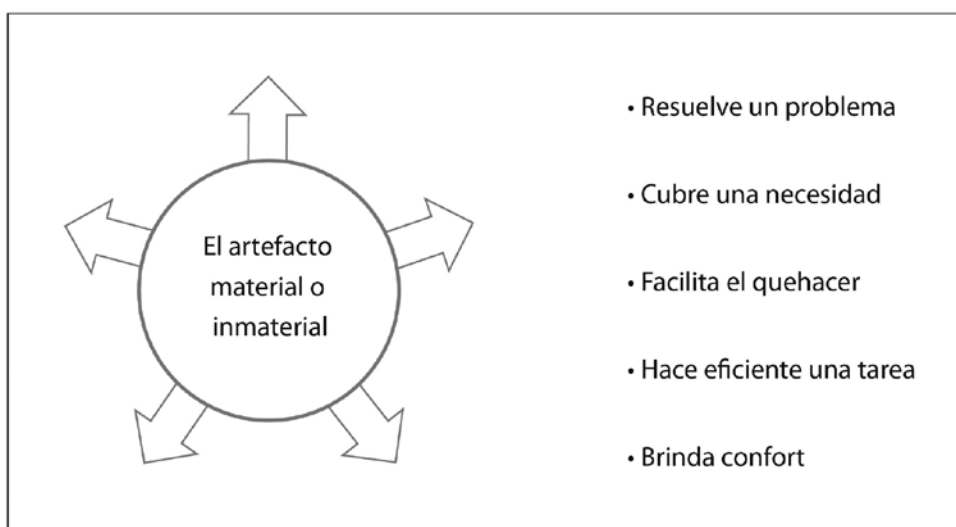 El artefacto
material o
inmaterial
• Resuelve un problema
• Cubre una necesidad
• Facilita el quehacer
• Hace eficiente una tarea
• Brinda confort